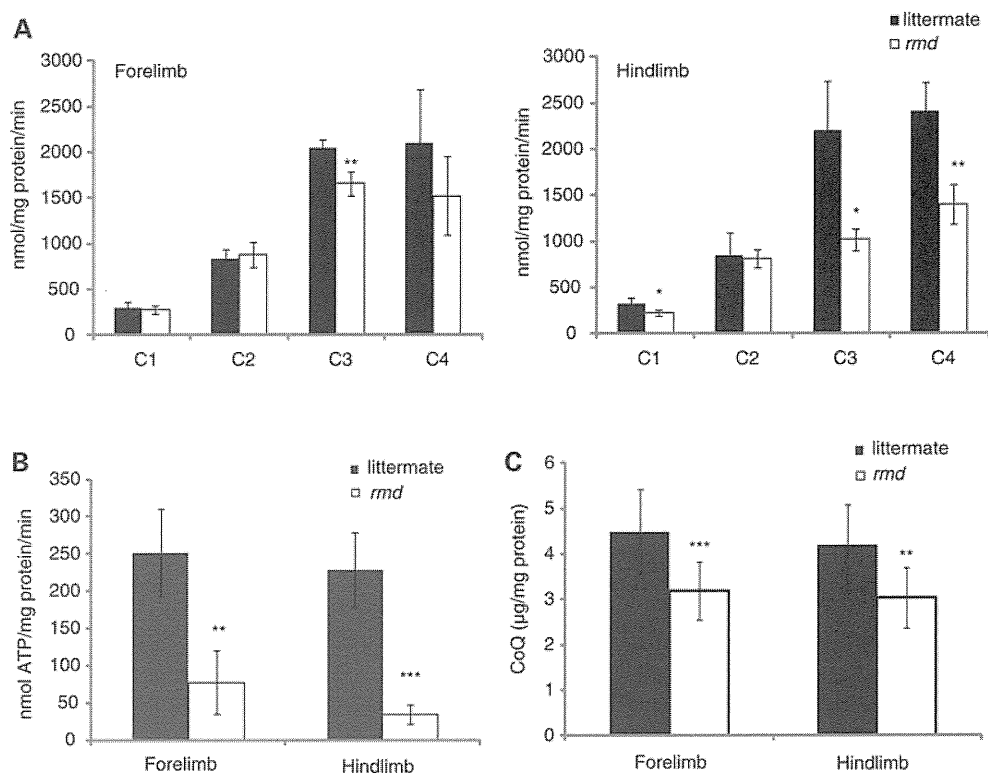 A
littermate
rmd
Forelimb
nmol/mg protein/min
3000
2500
2000
1500
1000
500
0
**
C1 C2 C3 C4
Hindlimb
nmol/mg protein/min
3000
2500
2000
1500
1000
500
0
*
*
**
C1 C2 C3 C4
B
littermate
rmd
nmol ATP/mg protein/min
350
300
250
200
150
100
50
0
**
***
Forelimb Hindlimb
C
littermate
rmd
CoQ (µg/mg protein)
6
5
4
3
2
1
0
***
**
Forelimb Hindlimb